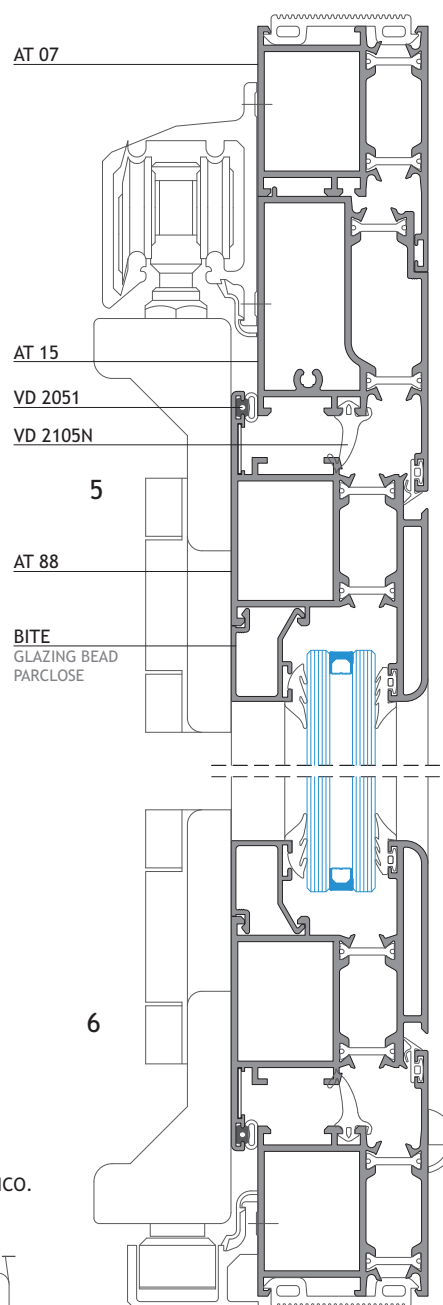 AT 07
AT 15
VD 2051
VD 2105N
5
AT 88
BITE
GLAZING BEAD
PARCLOSE
6